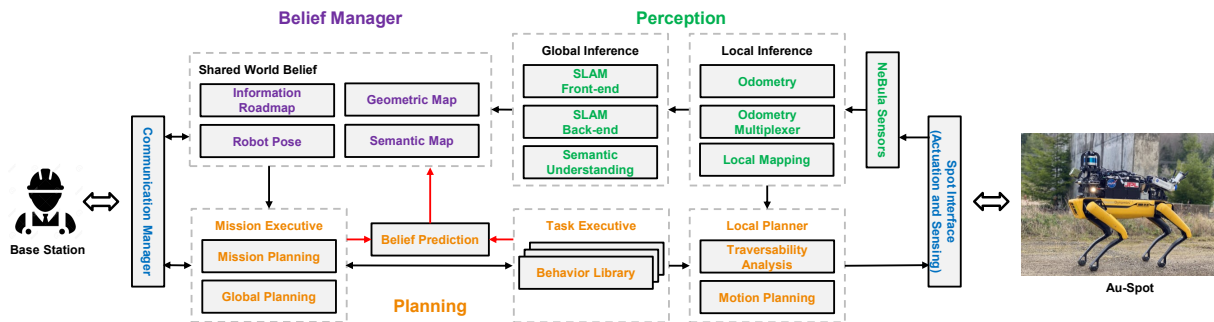 Belief Manager
Perception
Shared World Belief
Information
Roadmap
Geometric Map
Robot Pose
Semantic Map
Global Inference
SLAM
Front-end
SLAM
Back-end
Semantic
Understanding
Local Inference
Odometry
Odometry
Multiplexer
Local Mapping
NeBula Sensors
Communication Manager
Spot Interface
(Actuation and Sensing)
Base Station
Mission Executive
Mission Planning
Global Planning
Belief Prediction
Task Executive
Behavior Library
Local Planner
Traversability
Analysis
Motion Planning
Planning
Au-Spot